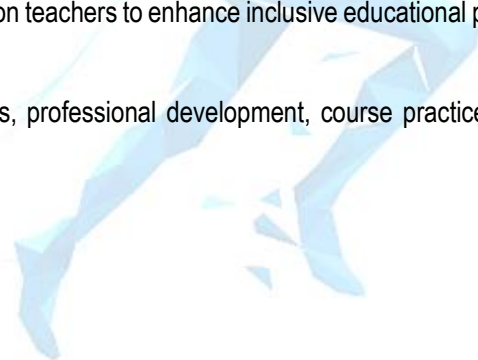 on teachers to enhance inclusive educational p
s, professional development, course practice